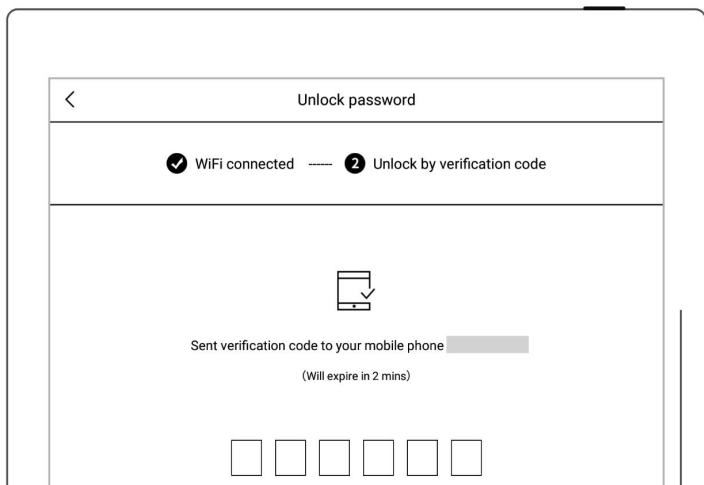 Unlock password
WiFi connected ------ 2 Unlock by verification code
Sent verification code to your mobile phone
(Will expire in 2 mins)